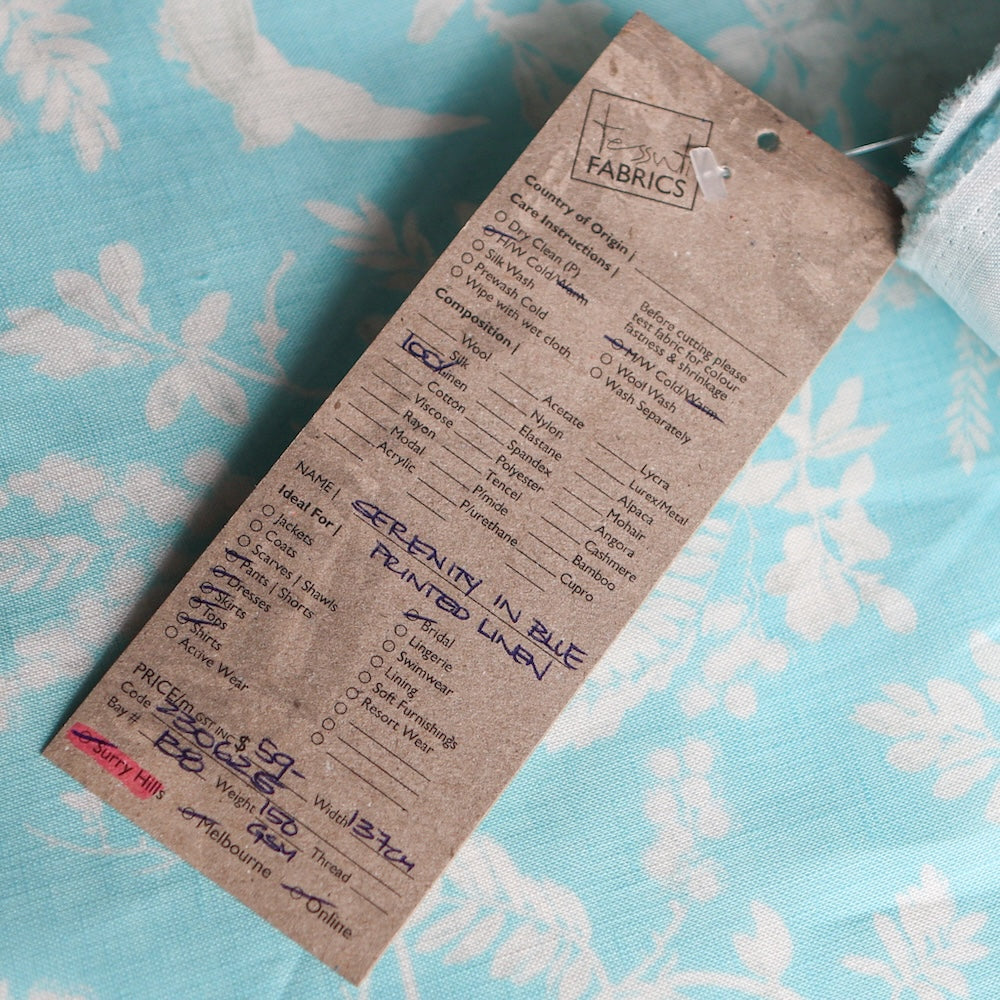 Tessuti
FABRICS
Country of Origin |
Care Instructions |
Dry Clean (P)
H/W Cold/Warm
Silk Wash
Prewash Cold
Wipe with wet cloth
Before cutting please
test fabric for colour
fastness & shrinkage
M/W Cold/Warm
Wool Wash
Wash Separately
Composition |
Wool
Silk
100% Linen
Cotton
Viscose
Rayon
Modal
Acrylic
Acetate
Nylon
Elastane
Spandex
Polyester
Tencel
P/mide
P/urethane
Lycra
Lurex/Metal
Alpaca
Mohair
Angora
Cashmere
Bamboo
Cupro
NAME | SERENITY IN BLUE
PRINTED LINEN
Ideal For |
Jackets
Coats
Scarves | Shawls
Pants | Shorts
Dresses
Skirts
Tops
Shirts
Active Wear
Bridal
Lingerie
Swimwear
Lining
Soft Furnishings
Resort Wear
PRICE/m GST INC $ 59-
Code 230628
Width 137cm
Bay # B8
Weight 150 GSM
Thread
Surry Hills
Melbourne
Online